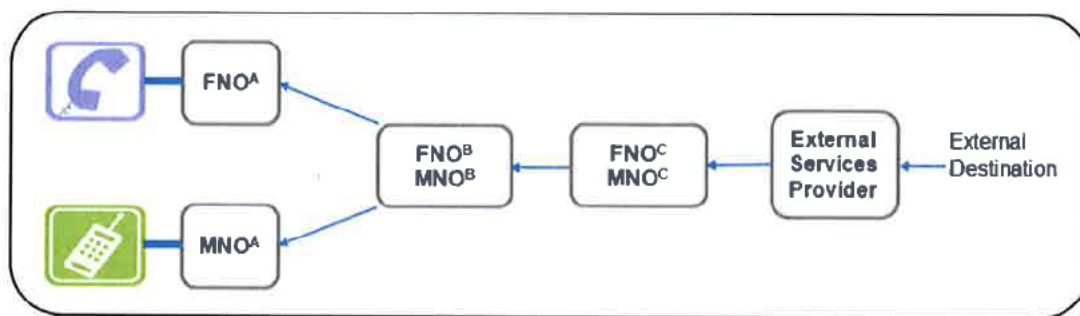 FNOᴬ
FNOᴮ
MNOᴮ
FNOᶜ
MNOᶜ
External
Services
Provider
External
Destination
MNOᴬ